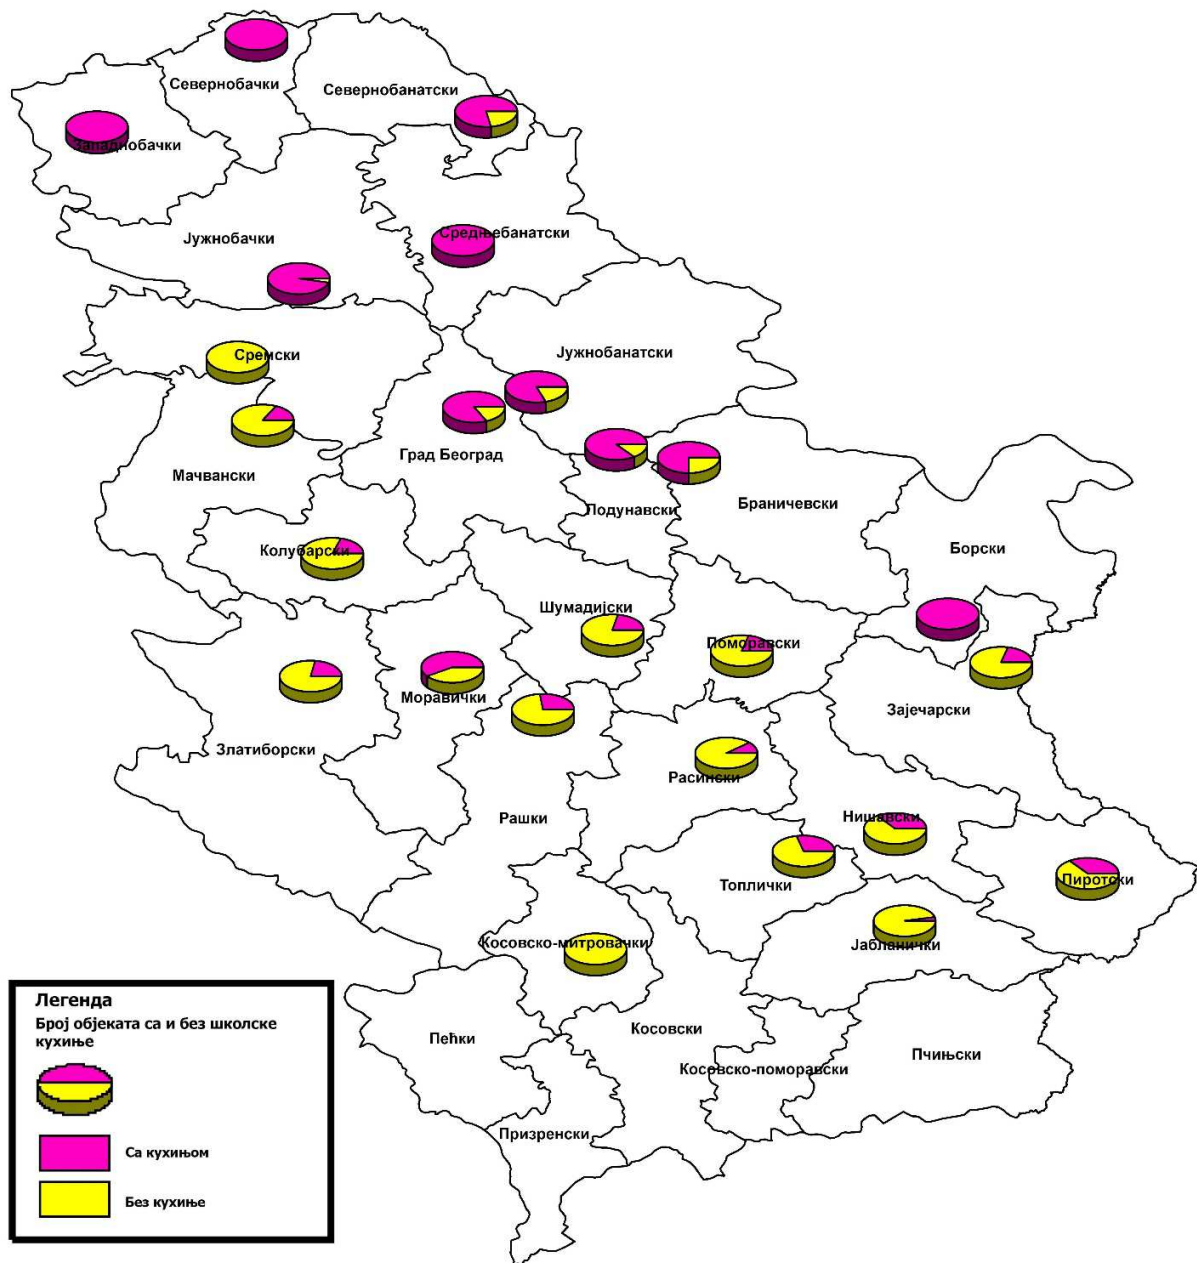 Севернобачки
Севернобанатски
Западнобачки
Јужнобачки
Средњебанатски
Сремски
Јужнобанатски
Град Београд
Мачвански
Подунавски
Браничевски
Колубарски
Борски
Шумадијски
Поморавски
Моравички
Зајечарски
Златиборски
Расински
Рашки
Нишавски
Топлички
Пиротски
Косовско-митровачки
Јабланички
Пећки
Косовски
Пчињски
Косовско-поморавски
Призренски
Легенда
Број објеката са и без школске
кухиње
Са кухињом
Без кухиње